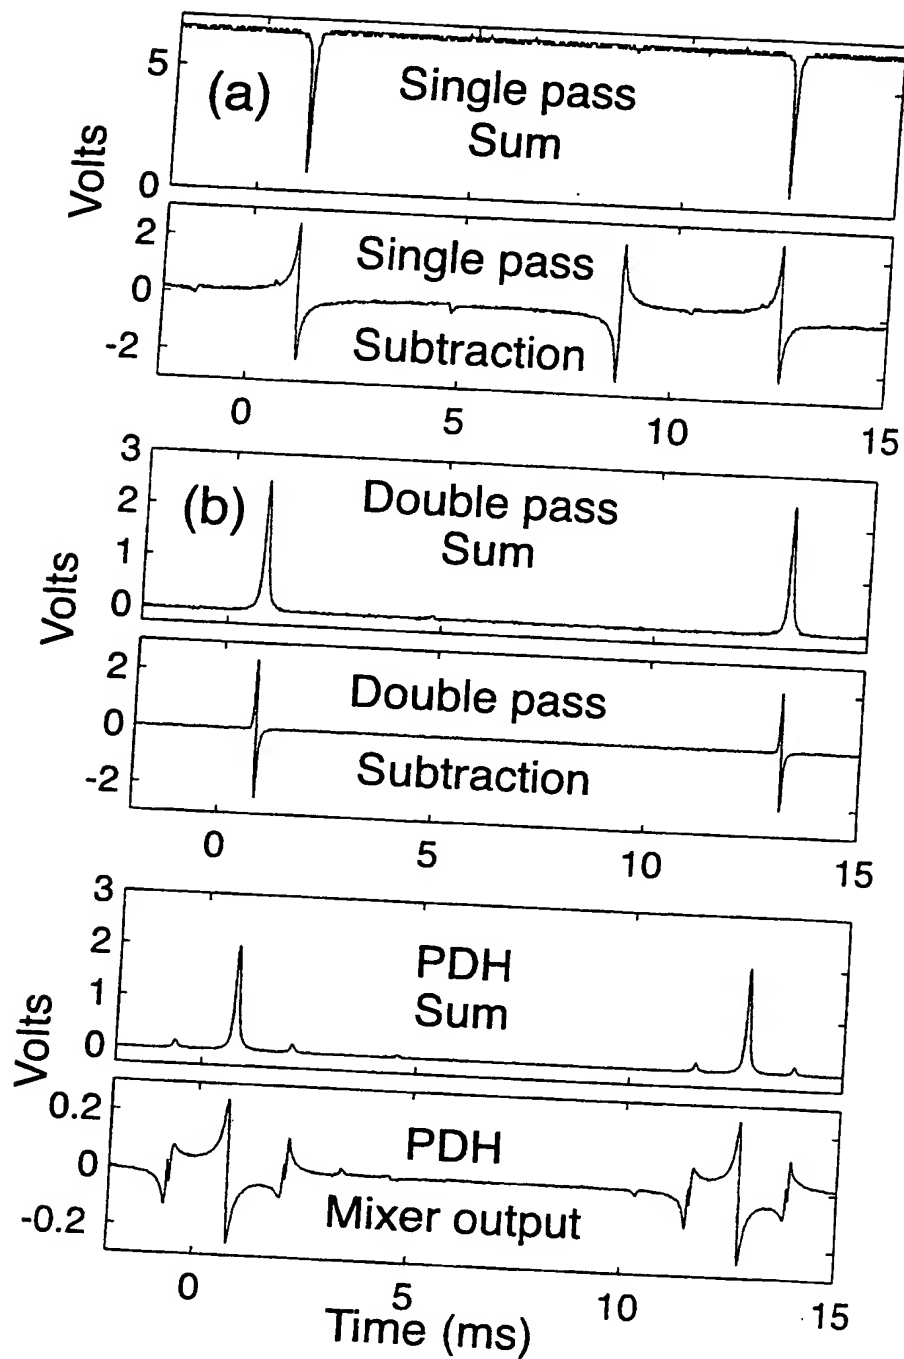 5
(a)
Single pass
Sum
Volts
0
2
Single pass
0
-2
Subtraction
0 5 10 15
3
(b)
Double pass
2
Sum
1
Volts
0
2
Double pass
0
-2
Subtraction
0 5 10 15
3
2
PDH
1
Sum
Volts
0
0.2
PDH
0
-0.2
Mixer output
0 5 10 15
Time (ms)